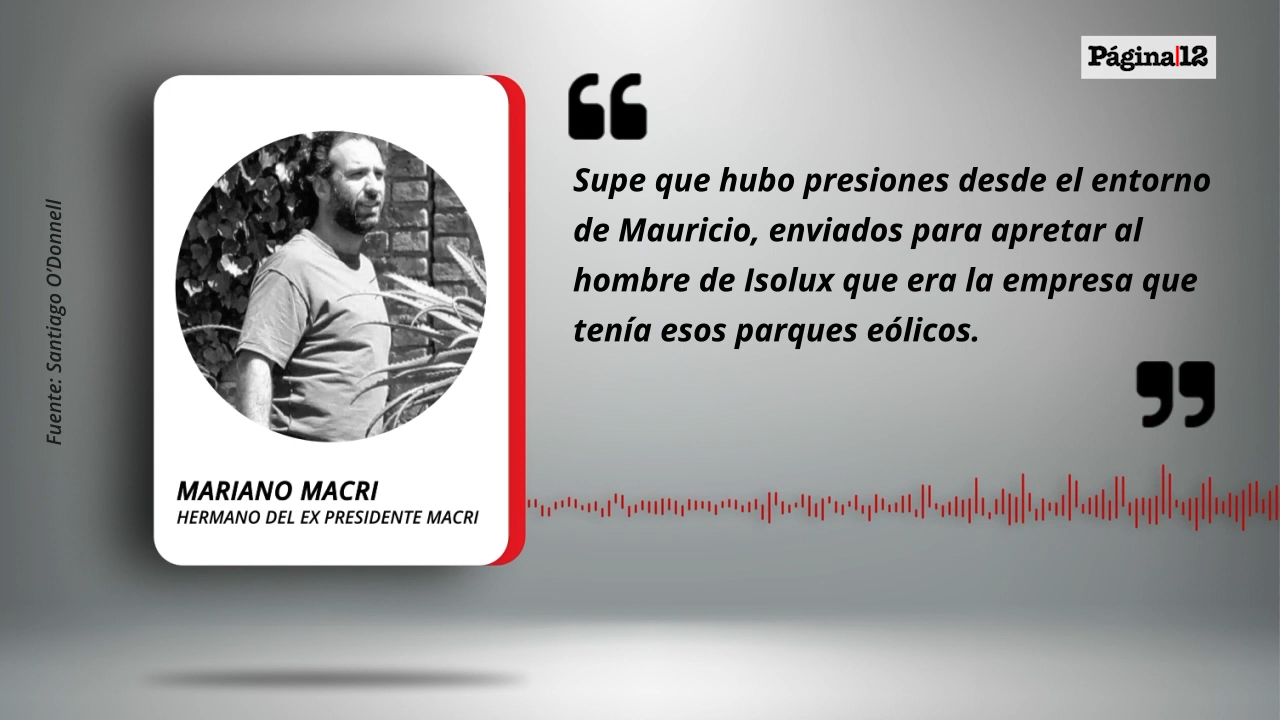 Página|12
Supe que hubo presiones desde el entorno
de Mauricio, enviados para apretar al
hombre de Isolux que era la empresa que
tenía esos parques eólicos.
MARIANO MACRI
HERMANO DEL EX PRESIDENTE MACRI
Fuente: Santiago O'Donnell